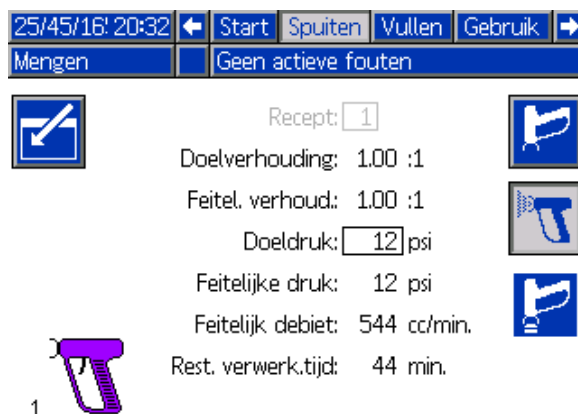 25/45/16! 20:32 Start Spuiten Vullen Gebruik
Mengen Geen actieve fouten
Recept: 1
Doelverhouding: 1.00 :1
Feitel. verhoud.: 1.00 :1
Doeldruk: 12 psi
Feitelijke druk: 12 psi
Feitelijk debiet: 544 cc/min.
Rest. verwerk.tijd: 44 min.
1